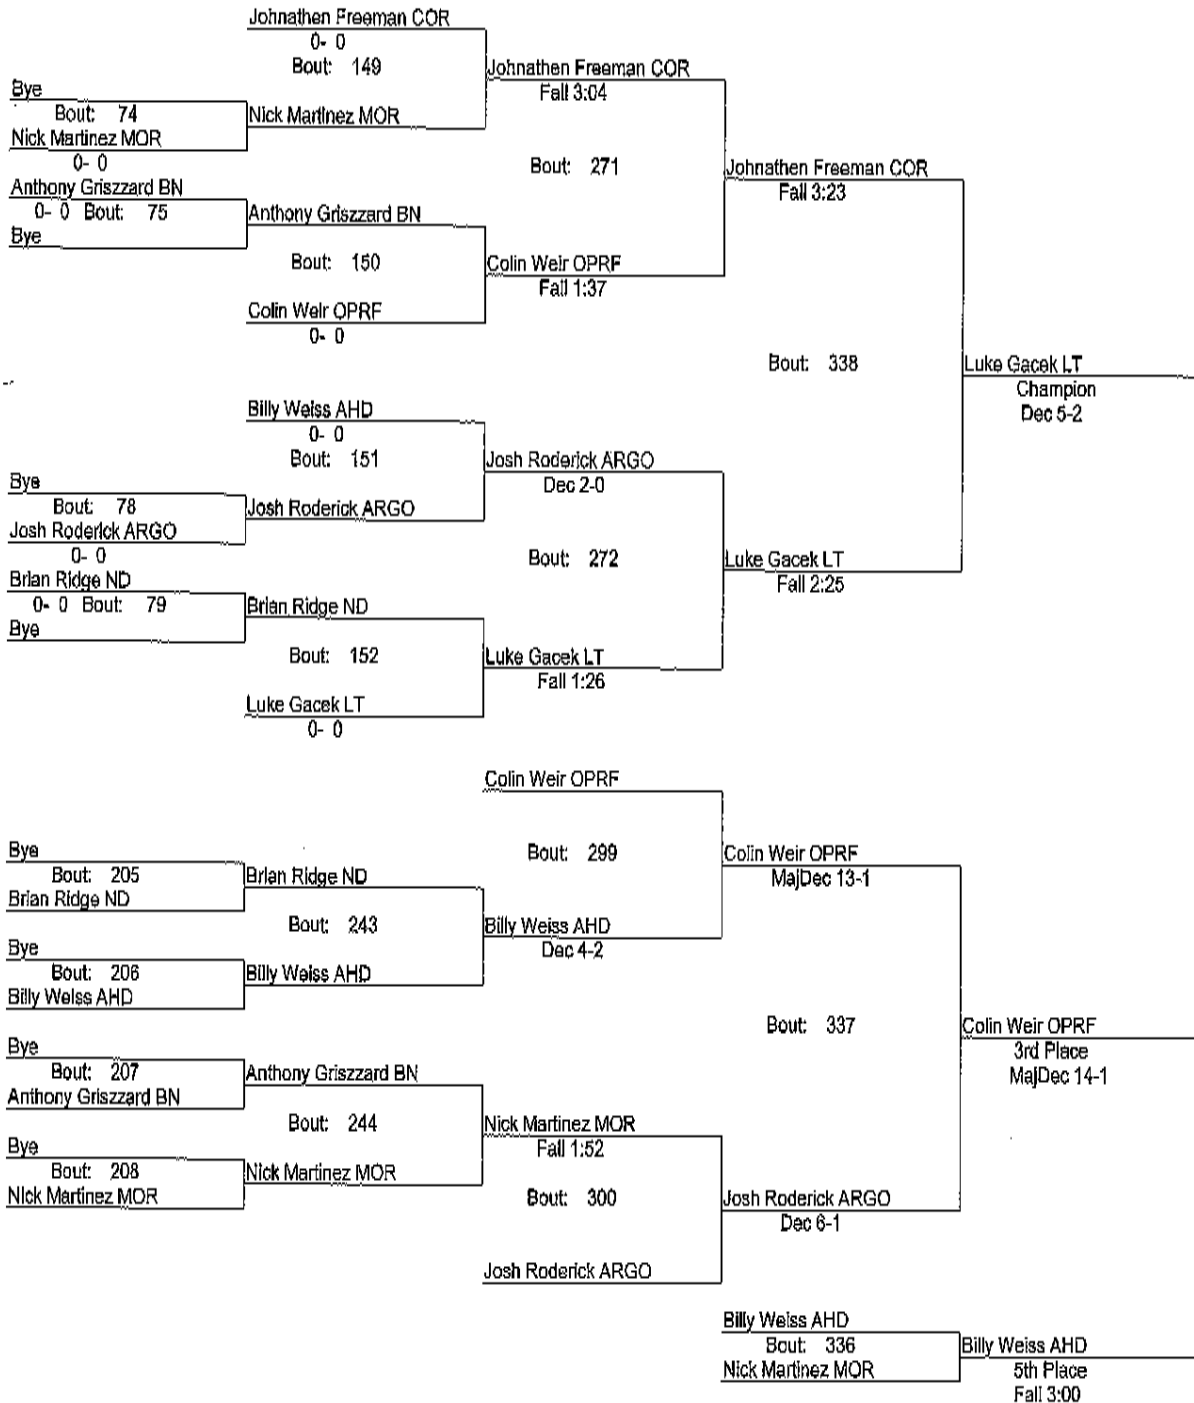 Johnathen Freeman COR
0- 0
Bout: 149
Johnathen Freeman COR
Fall 3:04
Bye
Bout: 74
Nick Martinez MOR
Nick Martinez MOR
0- 0
Bout: 271
Johnathen Freeman COR
Fall 3:23
Anthony Griszzard BN
0- 0 Bout: 75
Anthony Griszzard BN
Bye
Bout: 150
Colin Weir OPRF
Fall 1:37
Colin Weir OPRF
0- 0
Bout: 338
Luke Gacek LT
Champion
Dec 5-2
Billy Weiss AHD
0- 0
Bout: 151
Josh Roderick ARGO
Dec 2-0
Bye
Bout: 78
Josh Roderick ARGO
Josh Roderick ARGO
0- 0
Bout: 272
Luke Gacek LT
Fall 2:25
Brian Ridge ND
0- 0 Bout: 79
Brian Ridge ND
Bye
Bout: 152
Luke Gacek LT
Fall 1:26
Luke Gacek LT
0- 0
Colin Weir OPRF
Bout: 299
Colin Weir OPRF
MajDec 13-1
Bye
Bout: 205
Brian Ridge ND
Brian Ridge ND
Bout: 243
Billy Weiss AHD
Dec 4-2
Bye
Bout: 206
Billy Weiss AHD
Billy Weiss AHD
Bout: 337
Colin Weir OPRF
3rd Place
MajDec 14-1
Bye
Bout: 207
Anthony Griszzard BN
Anthony Griszzard BN
Bout: 244
Nick Martinez MOR
Fall 1:52
Bye
Bout: 208
Nick Martinez MOR
Nick Martinez MOR
Bout: 300
Josh Roderick ARGO
Dec 6-1
Josh Roderick ARGO
Billy Weiss AHD
Bout: 336
Nick Martinez MOR
Billy Weiss AHD
5th Place
Fall 3:00